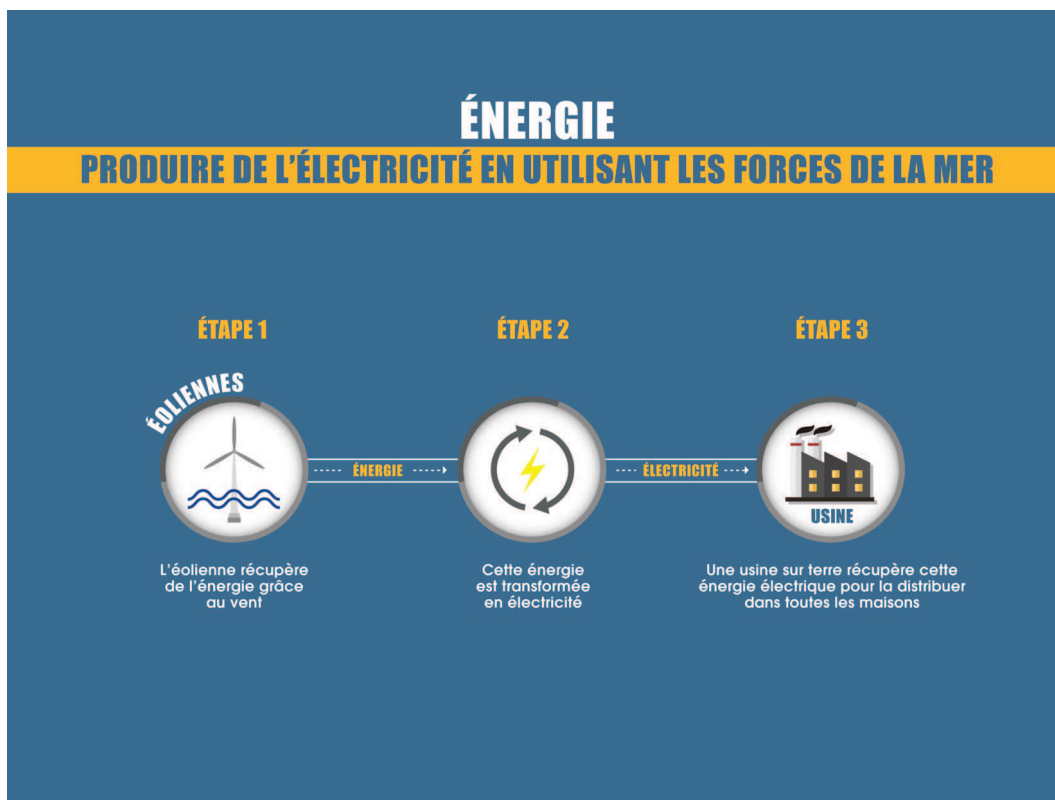 ÉNERGIE
PRODUIRE DE L'ÉLECTRICITÉ EN UTILISANT LES FORCES DE LA MER
ÉTAPE 1
ÉTAPE 2
ÉTAPE 3
ÉOLIENNES
ÉNERGIE
ÉLECTRICITÉ
USINE
L'éolienne récupère
de l'énergie grâce
au vent
Cette énergie
est transformée
en électricité
Une usine sur terre récupère cette
énergie électrique pour la distribuer
dans toutes les maisons